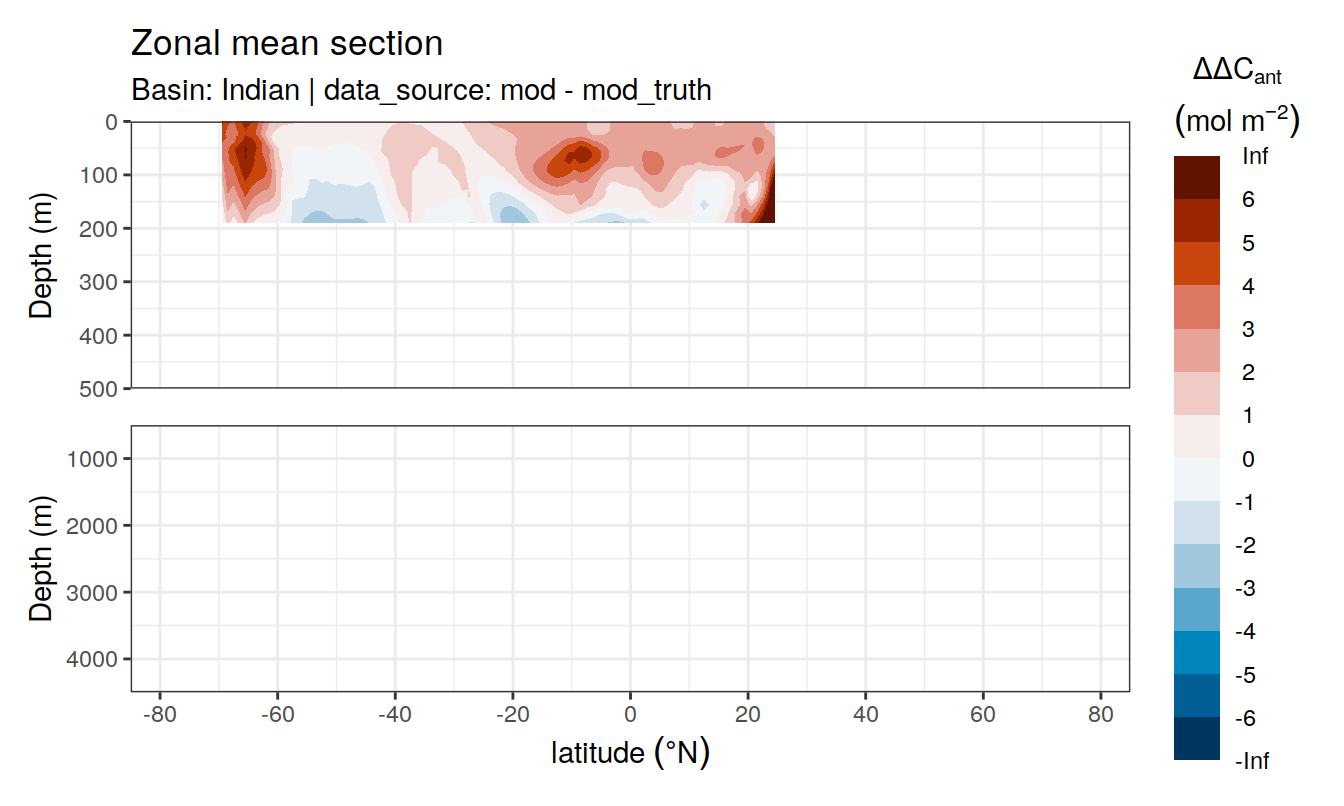 Zonal mean section
Basin: Indian | data_source: mod - mod_truth
ΔΔCant
(mol m−2)
Inf
6
5
4
3
2
1
0
-1
-2
-3
-4
-5
-6
-Inf
Depth (m)
0
100
200
300
400
500
Depth (m)
1000
2000
3000
4000
-80 -60 -40 -20 0 20 40 60 80
latitude (°N)